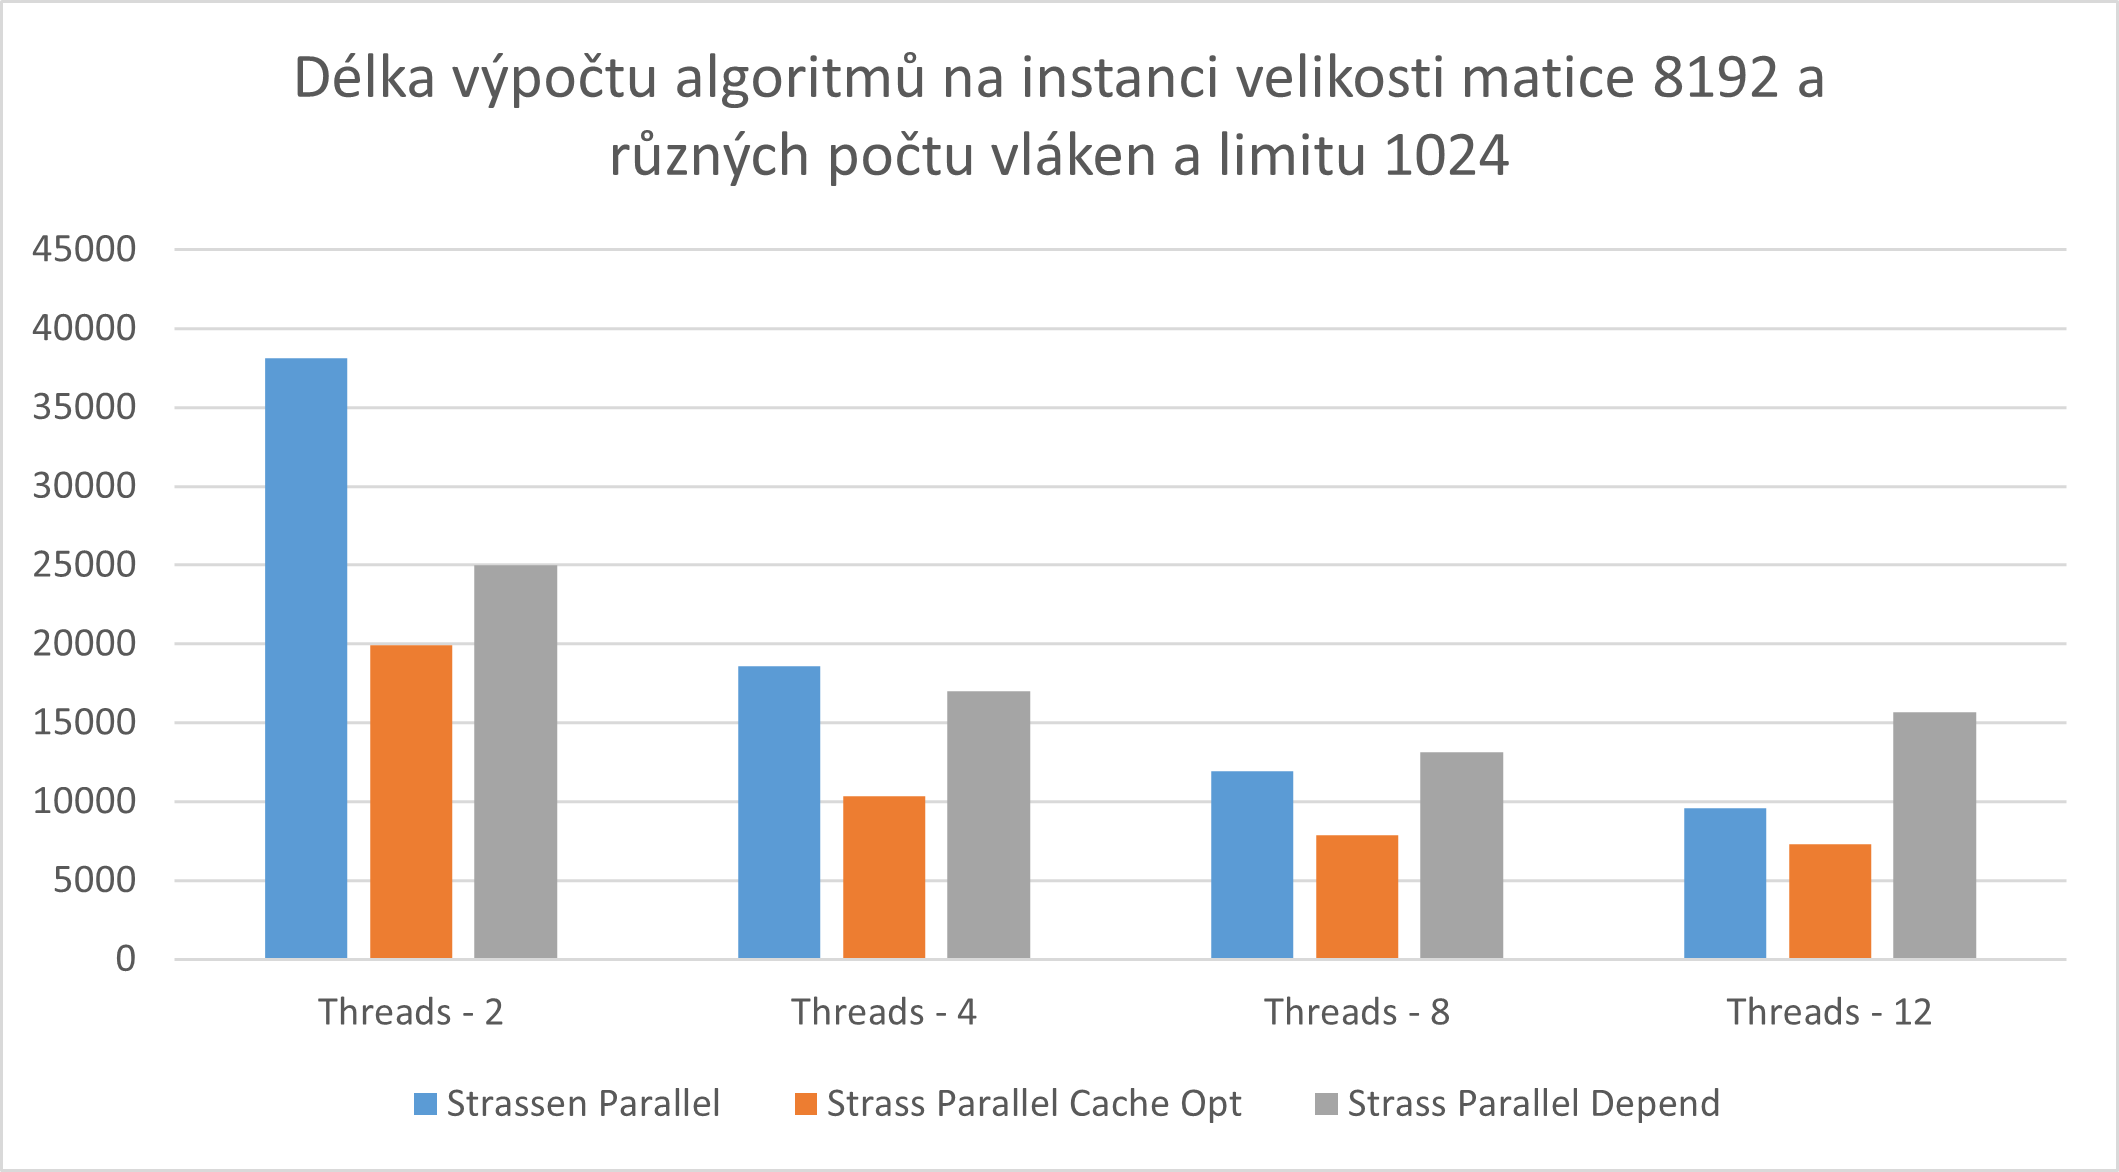 Délka výpočtu algoritmů na instanci velikosti matice 8192 a
různých počtu vláken a limitu 1024
45000
40000
35000
30000
25000
20000
15000
10000
5000
0
Threads - 2
Threads - 4
Threads - 8
Threads - 12
Strassen Parallel
Strass Parallel Cache Opt
Strass Parallel Depend